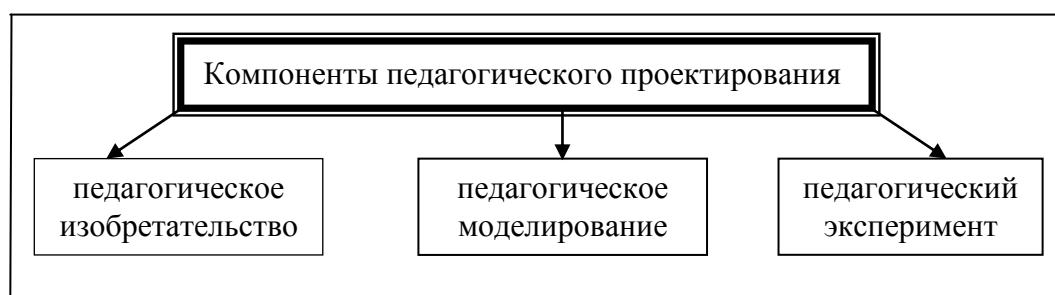 Компоненты педагогического проектирования
педагогическое
изобретательство
педагогическое
моделирование
педагогический
эксперимент